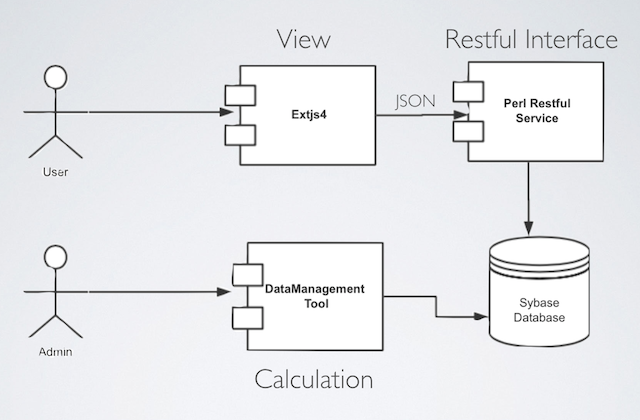 View
Restful Interface
Extjs4
JSON
Perl Restful
Service
User
DataManagement
Tool
Sybase
Database
Admin
Calculation